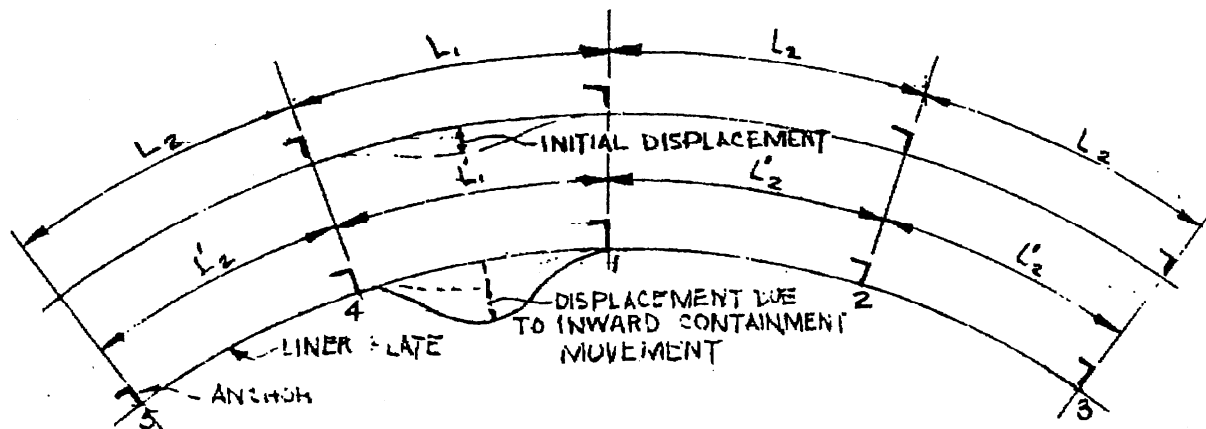 L₁
L₂
L₂
L₂
INITIAL DISPLACEMENT
L'₁
L'₂
L'₂
L'₂
1
4
2
DISPLACEMENT DUE
TO INWARD CONTAINMENT
MOVEMENT
LINER PLATE
ANCHOR
5
3